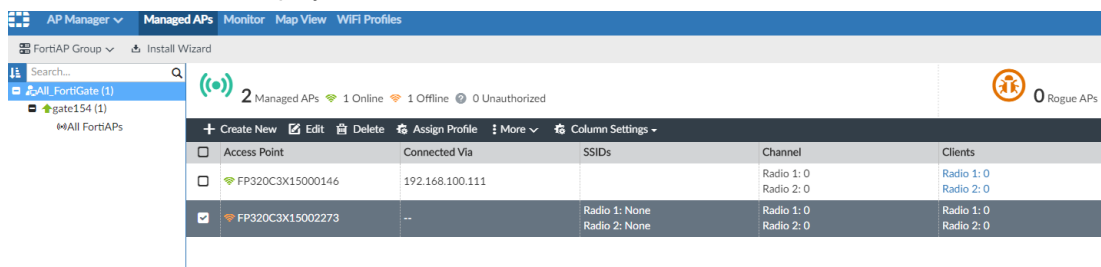 AP Manager Managed APs Monitor Map View WiFi Profiles
FortiAP Group Install Wizard
Search...
All_FortiGate (1)
gate154 (1)
All FortiAPs
2 Managed APs 1 Online 1 Offline 0 Unauthorized
0 Rogue APs
Create New Edit Delete Assign Profile More Column Settings
Access Point Connected Via SSIDs Channel Clients
FP320C3X15000146 192.168.100.111 Radio 1: 0 Radio 1: 0
Radio 2: 0 Radio 2: 0
FP320C3X15002273 -- Radio 1: None Radio 1: 0 Radio 1: 0
Radio 2: None Radio 2: 0 Radio 2: 0